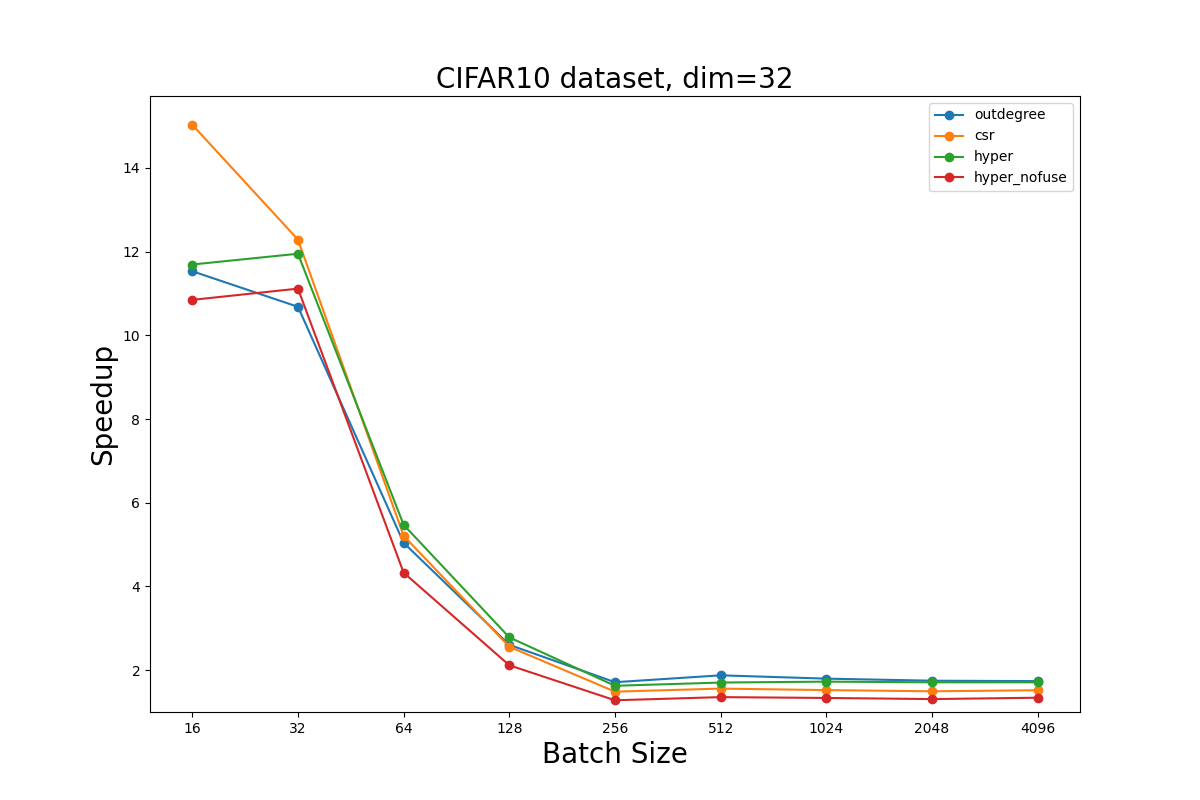 CIFAR10 dataset, dim=32
outdegree
csr
hyper
hyper_nofuse
14
12
10
8
6
4
2
Speedup
16 32 64 128 256 512 1024 2048 4096
Batch Size